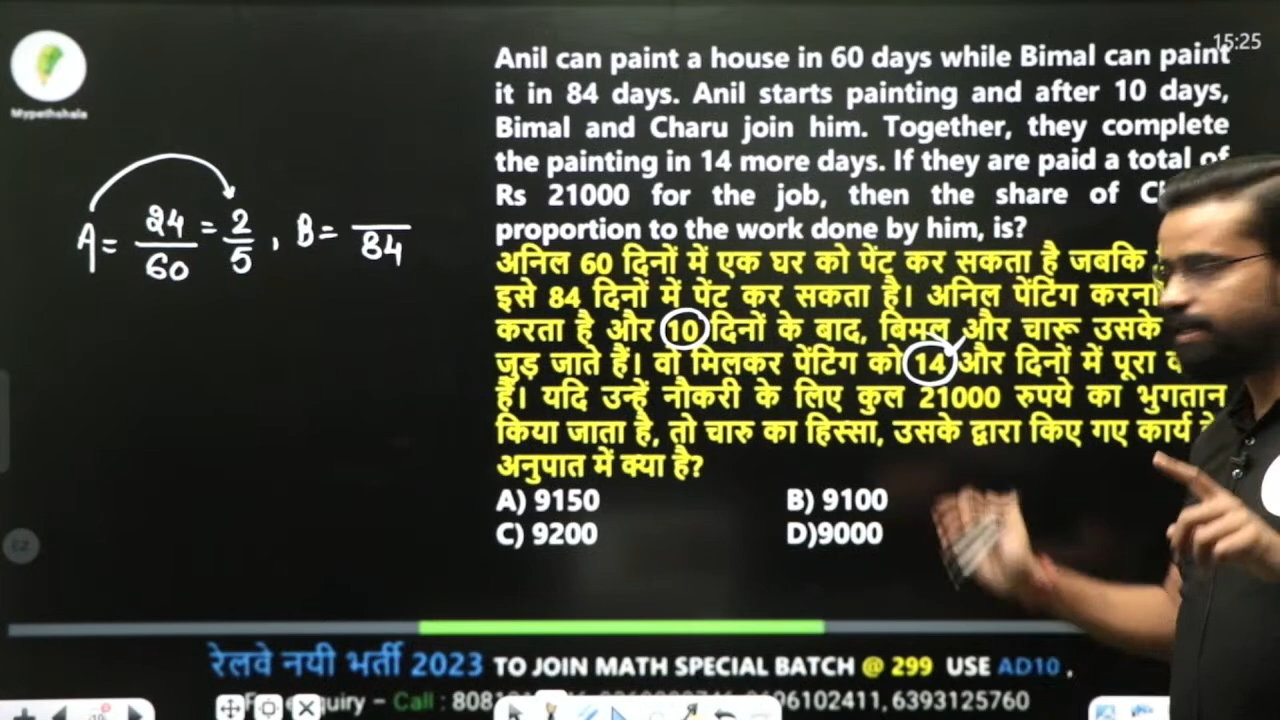 15:25
Mypathshala
Anil can paint a house in 60 days while Bimal can paint
it in 84 days. Anil starts painting and after 10 days,
Bimal and Charu join him. Together, they complete
the painting in 14 more days. If they are paid a total of
Rs 21000 for the job, then the share of
proportion to the work done by him, is?
A = 24/60 = 2/5 , B = /84
अनिल 60 दिनों में एक घर को पेंट कर सकता है जबकि
इसे 84 दिनों में पेंट कर सकता है। अनिल पेंटिंग
करता है और 10 दिनों के बाद, बिमल और चारू उसके
जुड़ जाते हैं। वो मिलकर पेंटिंग को 14 और दिनों में पूरा
हैं। यदि उन्हें नौकरी के लिए कुल 21000 रुपये का भुगतान
किया जाता है, तो चारु का हिस्सा, उसके द्वारा किए गए कार्य
अनुपात में क्या है?
A) 9150 B) 9100
C) 9200 D)9000
रेलवे नयी भर्ती 2023 TO JOIN MATH SPECIAL BATCH @ 299 USE AD10 ,
quiry – Call : 808 6102411, 6393125760